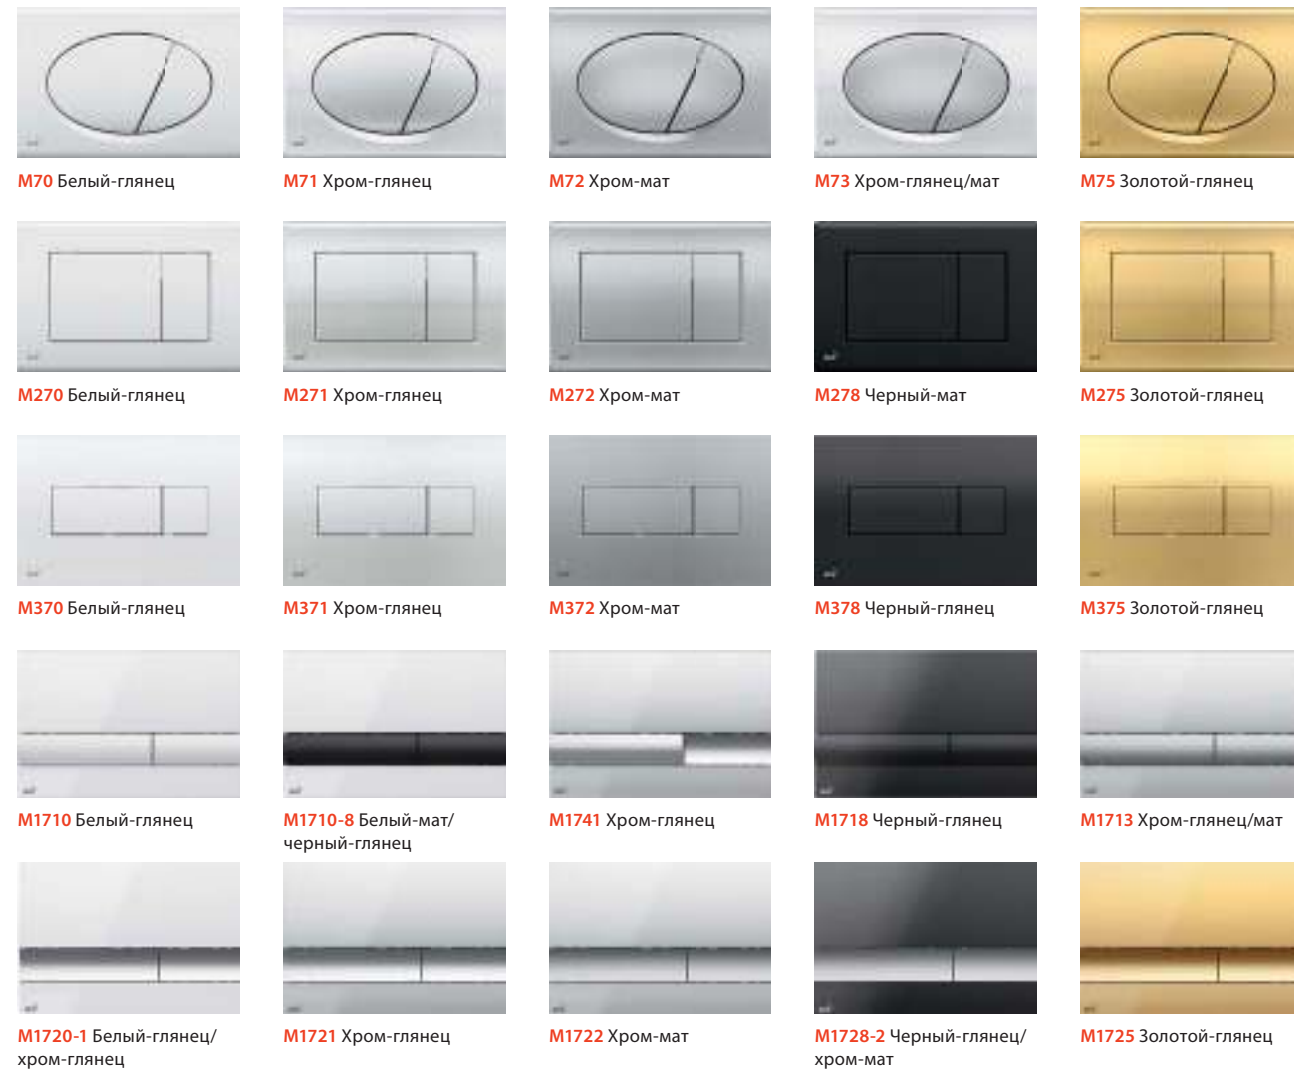 M70 Белый-глянец
M71 Хром-глянец
M72 Хром-мат
M73 Хром-глянец/мат
M75 Золотой-глянец
M270 Белый-глянец
M271 Хром-глянец
M272 Хром-мат
M278 Черный-мат
M275 Золотой-глянец
M370 Белый-глянец
M371 Хром-глянец
M372 Хром-мат
M378 Черный-глянец
M375 Золотой-глянец
M1710 Белый-глянец
M1710-8 Белый-мат/
черный-глянец
M1741 Хром-глянец
M1718 Черный-глянец
M1713 Хром-глянец/мат
M1720-1 Белый-глянец/
хром-глянец
M1721 Хром-глянец
M1722 Хром-мат
M1728-2 Черный-глянец/
хром-мат
M1725 Золотой-глянец